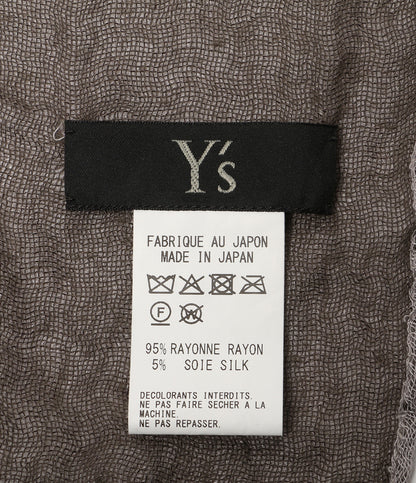 Y's
FABRIQUE AU JAPON
MADE IN JAPAN
F W
95% RAYONNE RAYON
5% SOIE SILK
DECOLORANTS INTERDITS.
NE PAS FAIRE SECHER A LA
MACHINE.
NE PAS REPASSER.